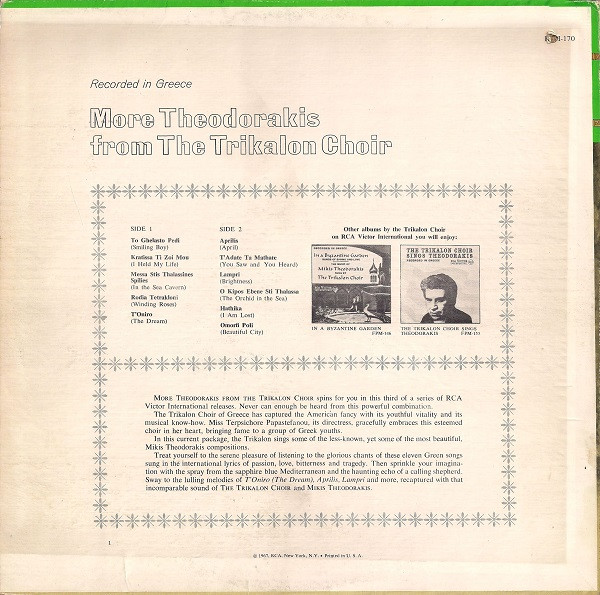 -170
Recorded in Greece
More Theodorakis
from The Trikalon Choir
SIDE 1
To Ghelasto Pedi
(Smiling Boy)
Kratissa Ti Zoi Mou
(I Held My Life)
Messa Stis Thalassines
Spilies
(In the Sea Cavern)
Rodia Tetrakloni
(Winding Roses)
T'Oniro
(The Dream)
SIDE 2
Aprilis
(April)
T'Adate Ta Mathate
(You Saw and You Heard)
Lampri
(Brightness)
O Kipos Ebene Sti Thalassa
(The Orchid in the Sea)
Hathika
(I Am Lost)
Omorfi Poli
(Beautiful City)
Other albums by the Trikalon Choir
on RCA Victor International you will enjoy:
RECORDED IN GREECE
In a Byzantine Garden
Mikis Theodorakis
The Trikalon Choir
IN A BYZANTINE GARDEN
FPM-166
THE TRIKALON CHOIR
SINGS THEODORAKIS
RECORDED IN GREECE
THE TRIKALON CHOIR SINGS
THEODORAKIS FPM-153
MORE THEODORAKIS FROM THE TRIKALON CHOIR spins for you in this third of a series of RCA
Victor International releases. Never can enough be heard from this powerful combination.
The Trikalon Choir of Greece has captured the American fancy with its youthful vitality and its
musical know-how. Miss Terpsichore Papastefanou, its directress, gracefully embraces this esteemed
choir in her heart, bringing fame to a group of Greek youths.
In this current package, the Trikalon sings some of the less-known, yet some of the most beautiful,
Mikis Theodorakis compositions.
Treat yourself to the serene pleasure of listening to the glorious chants of these eleven Greek songs
sung in the international lyrics of passion, love, bitterness and tragedy. Then sprinkle your imagina-
tion with the spray from the sapphire blue Mediterranean and the haunting echo of a calling shepherd.
Sway to the lulling melodies of T'Oniro (The Dream), Aprilis, Lampri and more, recaptured with that
incomparable sound of THE TRIKALON CHOIR and MIKIS THEODORAKIS.
1.
© 1967, RCA, New York, N.Y. • Printed in U. S. A.